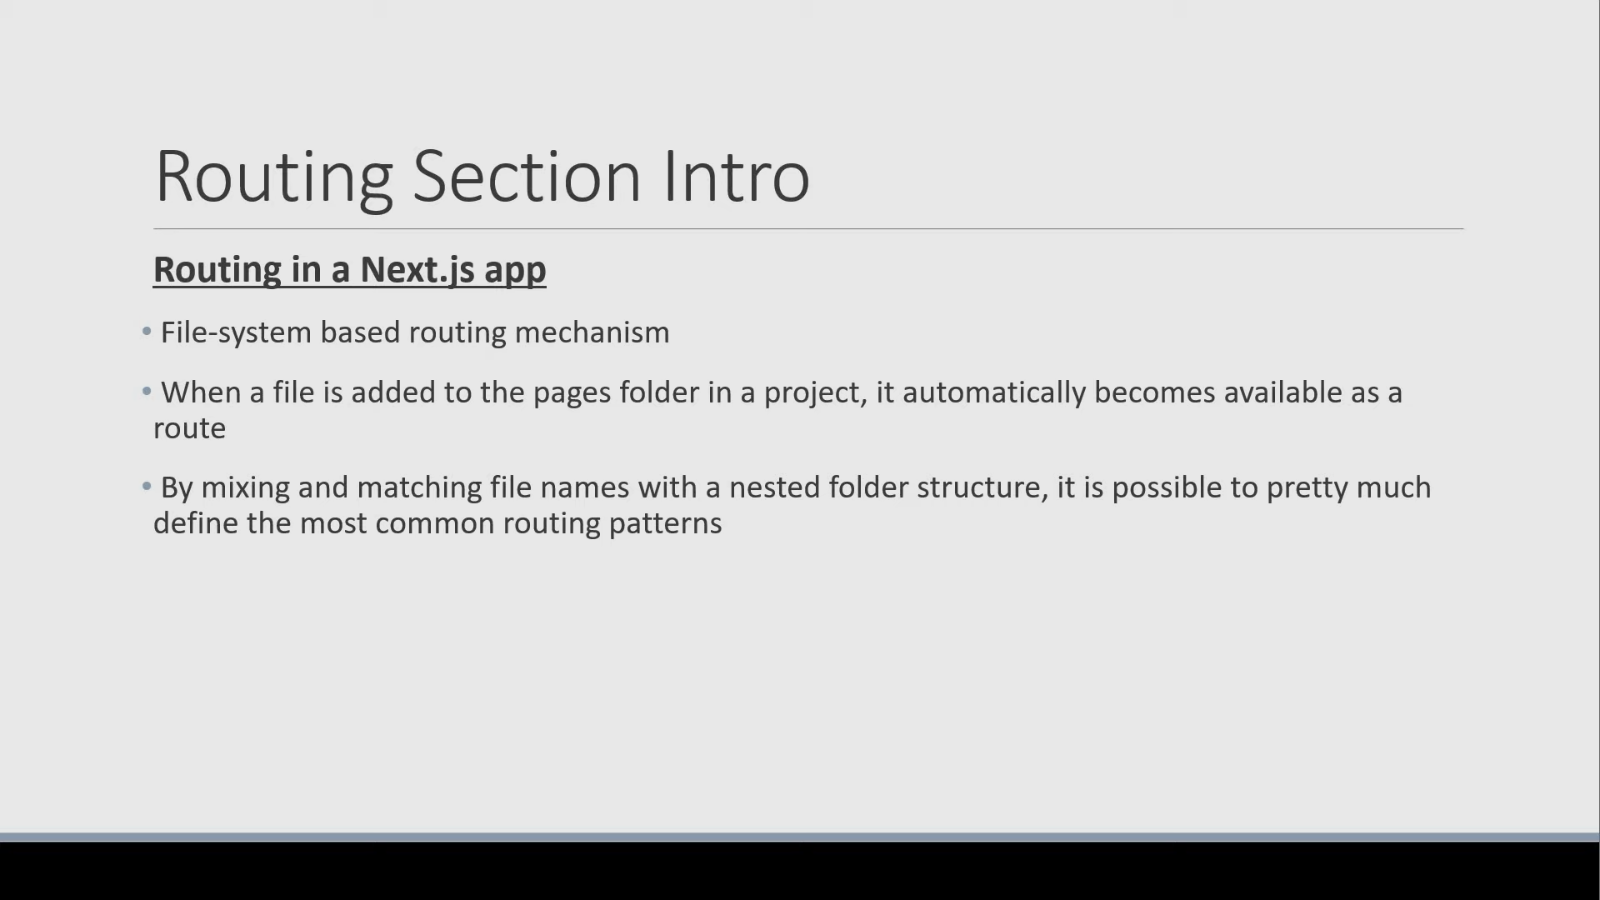 Routing Section Intro
Routing in a Next.js app
• File-system based routing mechanism
• When a file is added to the pages folder in a project, it automatically becomes available as a
route
• By mixing and matching file names with a nested folder structure, it is possible to pretty much
define the most common routing patterns